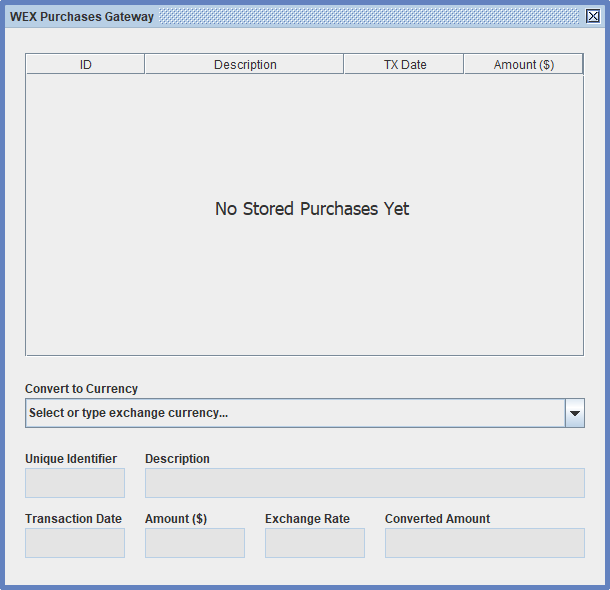 WEX Purchases Gateway
ID Description TX Date Amount ($)
No Stored Purchases Yet
Convert to Currency
Select or type exchange currency...
Unique Identifier Description
Transaction Date Amount ($) Exchange Rate Converted Amount